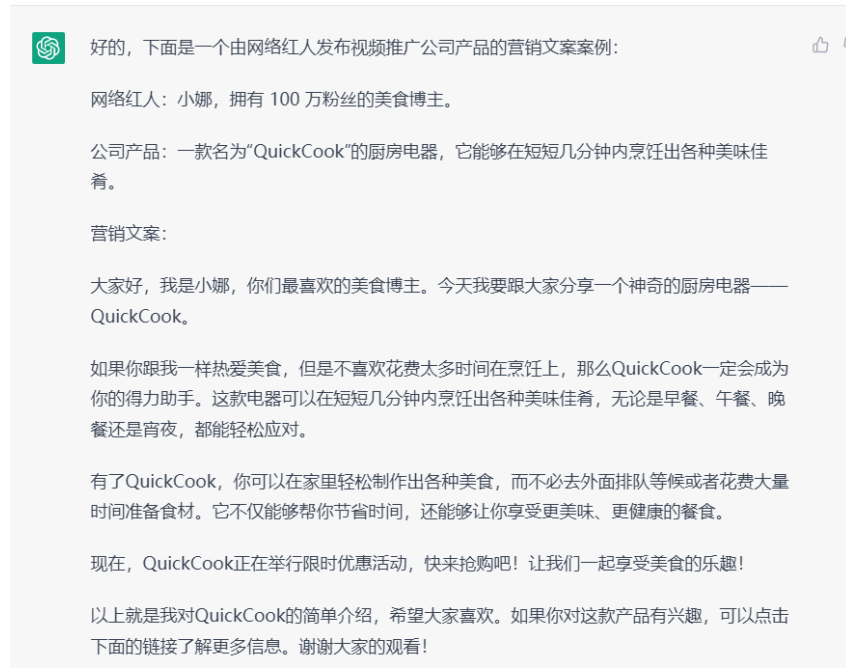 好的，下面是一个由网络红人发布视频推广公司产品的营销文案案例：
网络红人：小娜，拥有 100 万粉丝的美食博主。
公司产品：一款名为“QuickCook”的厨房电器，它能够在短短几分钟内烹饪出各种美味佳
肴。
营销文案：
大家好，我是小娜，你们最喜欢的美食博主。今天我要跟大家分享一个神奇的厨房电器——
QuickCook。
如果你跟我一样热爱美食，但是不喜欢花费太多时间在烹饪上，那么QuickCook一定会成为
你的得力助手。这款电器可以在短短几分钟内烹饪出各种美味佳肴，无论是早餐、午餐、晚
餐还是宵夜，都能轻松应对。
有了QuickCook，你可以在家里轻松制作出各种美食，而不必去外面排队等候或者花费大量
时间准备食材。它不仅能够帮你节省时间，还能够让你享受更美味、更健康的餐食。
现在，QuickCook正在举行限时优惠活动，快来抢购吧！让我们一起享受美食的乐趣！
以上就是我对QuickCook的简单介绍，希望大家喜欢。如果你对这款产品有兴趣，可以点击
下面的链接了解更多信息。谢谢大家的观看！